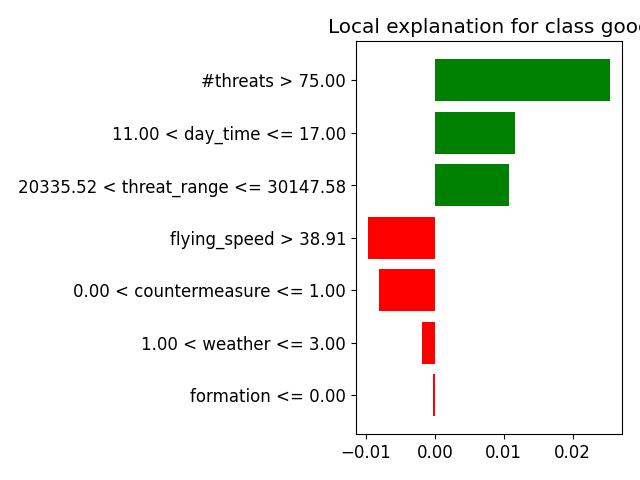 Local explanation for class good
#threats > 75.00
11.00 < day_time <= 17.00
20335.52 < threat_range <= 30147.58
flying_speed > 38.91
0.00 < countermeasure <= 1.00
1.00 < weather <= 3.00
formation <= 0.00
−0.01 0.00 0.01 0.02